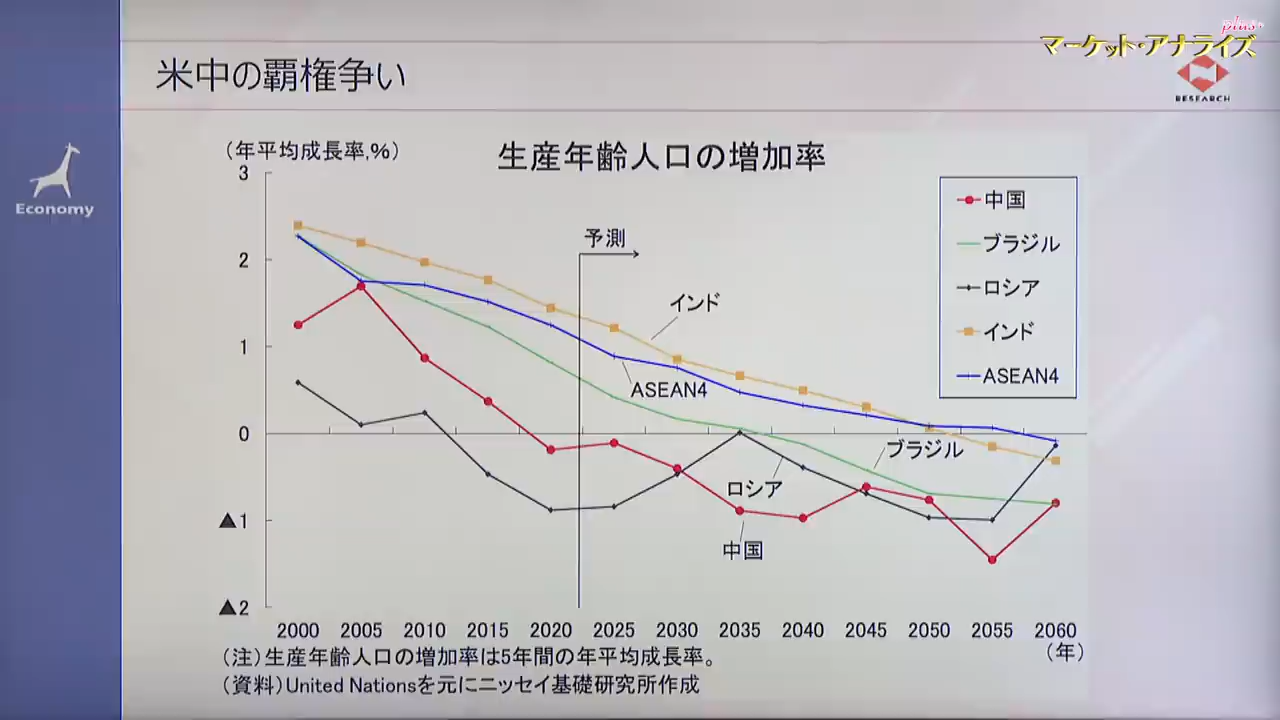 plus+
マーケット・アナライズ
米中の覇権争い
RESEARCH
Economy
(年平均成長率,%)
生産年齢人口の増加率
3
2
1
0
▲1
▲2
予測
インド
ASEAN4
ブラジル
ロシア
中国
中国
ブラジル
ロシア
インド
ASEAN4
2000 2005 2010 2015 2020 2025 2030 2035 2040 2045 2050 2055 2060
(年)
(注)生産年齢人口の増加率は5年間の年平均成長率。
(資料)United Nationsを元にニッセイ基礎研究所作成